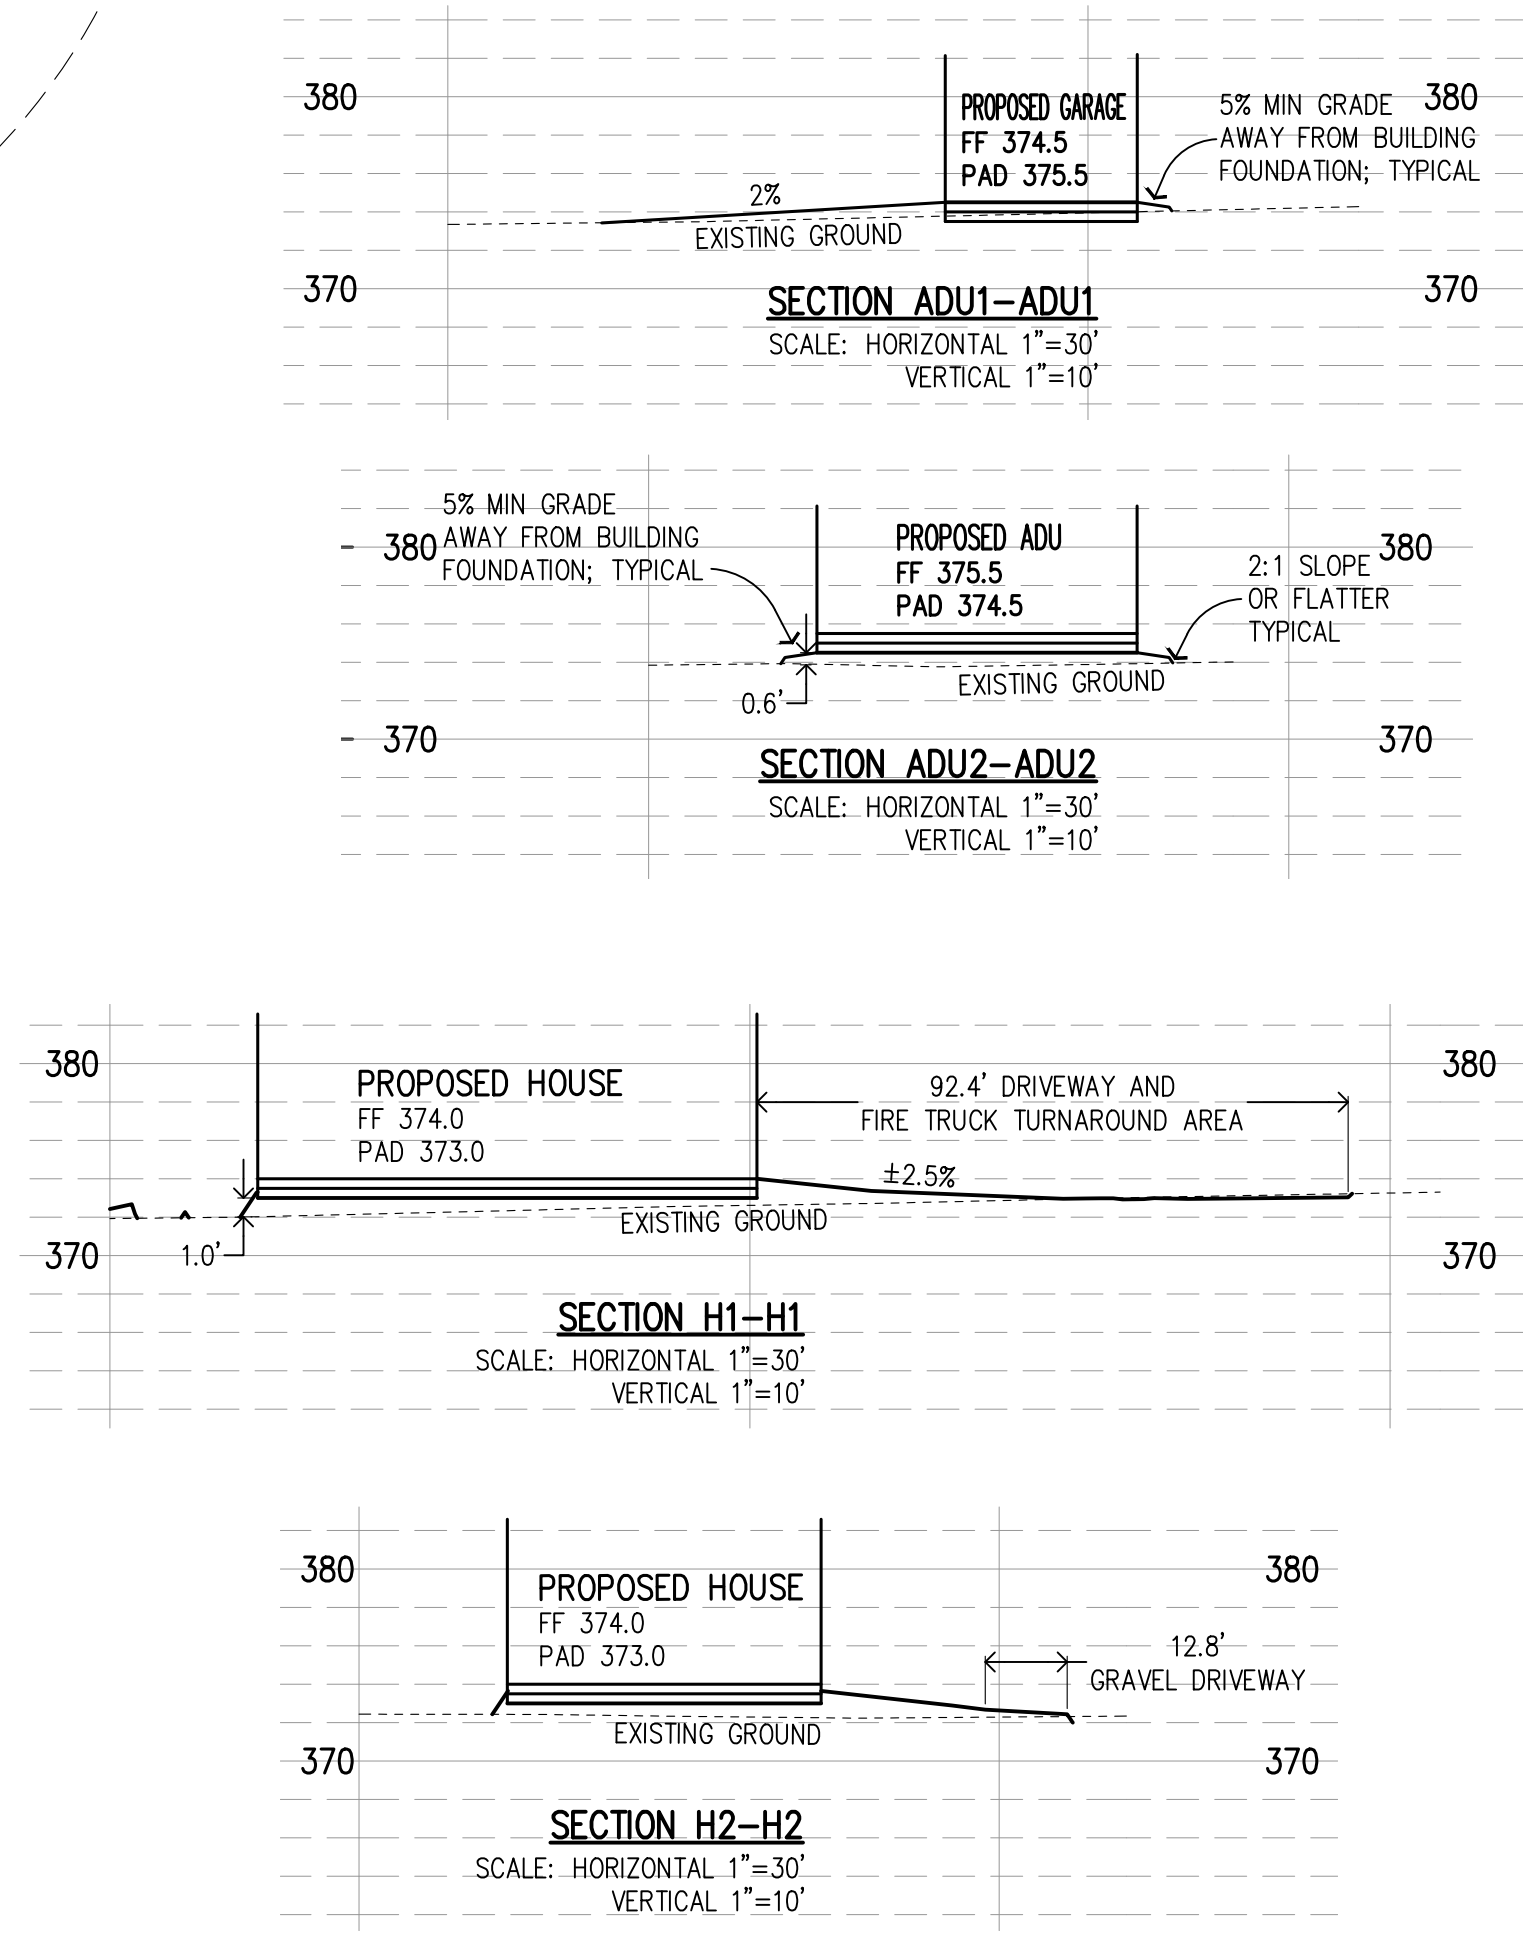 380
PROPOSED GARAGE
FF 374.5
PAD 375.5
5% MIN GRADE
AWAY FROM BUILDING
FOUNDATION; TYPICAL
380
2%
EXISTING GROUND
370
370
SECTION ADU1-ADU1
SCALE: HORIZONTAL 1"=30'
VERTICAL 1"=10'
5% MIN GRADE
AWAY FROM BUILDING
FOUNDATION; TYPICAL
380
PROPOSED ADU
FF 375.5
PAD 374.5
380
2:1 SLOPE
OR FLATTER
TYPICAL
0.6'
EXISTING GROUND
370
370
SECTION ADU2-ADU2
SCALE: HORIZONTAL 1"=30'
VERTICAL 1"=10'
380
PROPOSED HOUSE
FF 374.0
PAD 373.0
92.4' DRIVEWAY AND
FIRE TRUCK TURNAROUND AREA
380
±2.5%
EXISTING GROUND
1.0'
370
370
SECTION H1-H1
SCALE: HORIZONTAL 1"=30'
VERTICAL 1"=10'
380
PROPOSED HOUSE
FF 374.0
PAD 373.0
380
12.8'
GRAVEL DRIVEWAY
EXISTING GROUND
370
370
SECTION H2-H2
SCALE: HORIZONTAL 1"=30'
VERTICAL 1"=10'